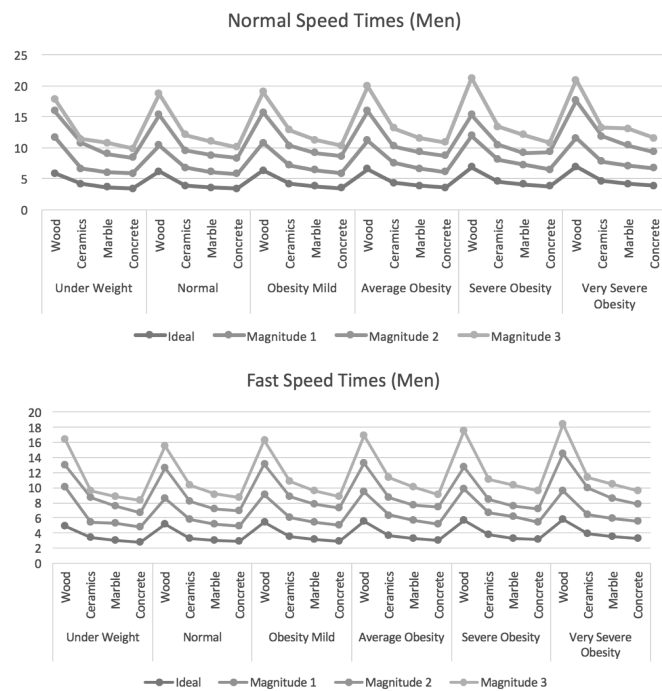 Normal Speed Times (Men)
25
20
15
10
5
0
Wood Ceramics Marble Concrete Wood Ceramics Marble Concrete Wood Ceramics Marble Concrete Wood Ceramics Marble Concrete Wood Ceramics Marble Concrete Wood Ceramics Marble Concrete
Under Weight Normal Obesity Mild Average Obesity Severe Obesity Very Severe
Obesity
Ideal Magnitude 1 Magnitude 2 Magnitude 3
Fast Speed Times (Men)
20
18
16
14
12
10
8
6
4
2
0
Wood Ceramics Marble Concrete Wood Ceramics Marble Concrete Wood Ceramics Marble Concrete Wood Ceramics Marble Concrete Wood Ceramics Marble Concrete Wood Ceramics Marble Concrete
Under Weight Normal Obesity Mild Average Obesity Severe Obesity Very Severe
Obesity
Ideal Magnitude 1 Magnitude 2 Magnitude 3